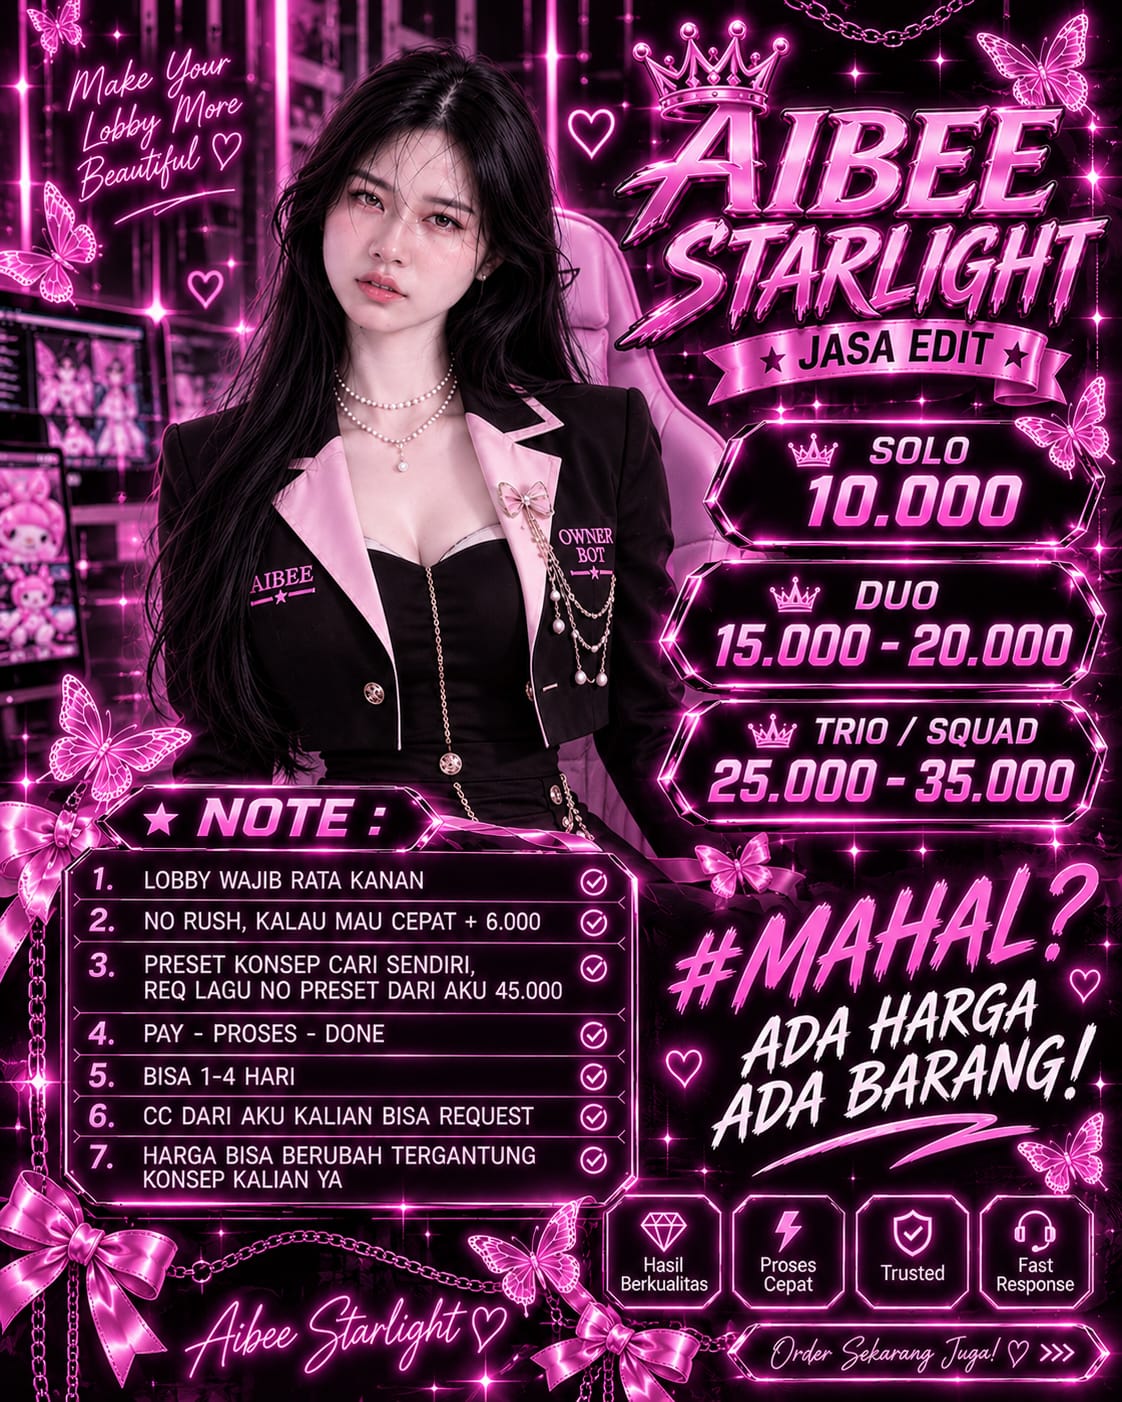 Make Your
Lobby More
Beautiful
AIBEE
STARLIGHT
JASA EDIT
SOLO
10.000
DUO
15.000 - 20.000
TRIO / SQUAD
25.000 - 35.000
AIBEE
OWNER
BOT
NOTE :
1. LOBBY WAJIB RATA KANAN
2. NO RUSH, KALAU MAU CEPAT + 6.000
3. PRESET KONSEP CARI SENDIRI,
REQ LAGU NO PRESET DARI AKU 45.000
4. PAY - PROSES - DONE
5. BISA 1-4 HARI
6. CC DARI AKU KALIAN BISA REQUEST
7. HARGA BISA BERUBAH TERGANTUNG
KONSEP KALIAN YA
#MAHAL?
ADA HARGA
ADA BARANG!
Hasil
Berkualitas
Proses
Cepat
Trusted
Fast
Response
Aibee Starlight
Order Sekarang Juga! >>>